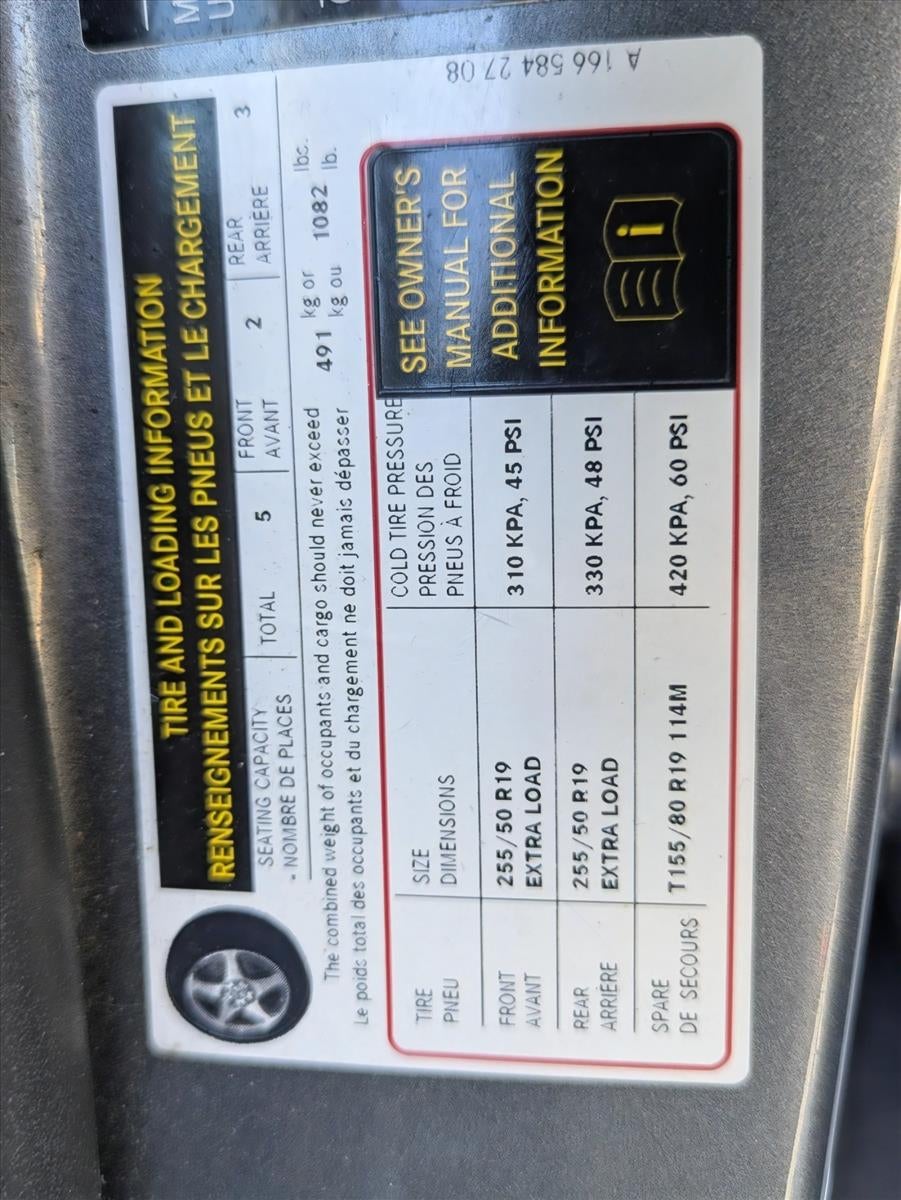 TIRE AND LOADING INFORMATION
RENSEIGNEMENTS SUR LES PNEUS ET LE CHARGEMENT
SEATING CAPACITY TOTAL 5 FRONT 2 REAR 3
NOMBRE DE PLACES AVANT ARRIÈRE
The combined weight of occupants and cargo should never exceed 491 kg or 1082 lbs.
Le poids total des occupants et du chargement ne doit jamais dépasser kg ou lb.
TIRE SIZE COLD TIRE PRESSURE
PNEU DIMENSIONS PRESSION DES
PNEUS À FROID
FRONT 255/50 R19 310 KPA, 45 PSI
AVANT EXTRA LOAD
REAR 255/50 R19 330 KPA, 48 PSI
ARRIÈRE EXTRA LOAD
SPARE T155/80 R19 114M 420 KPA, 60 PSI
DE SECOURS
SEE OWNER'S
MANUAL FOR
ADDITIONAL
INFORMATION
i
A 166 584 27 08